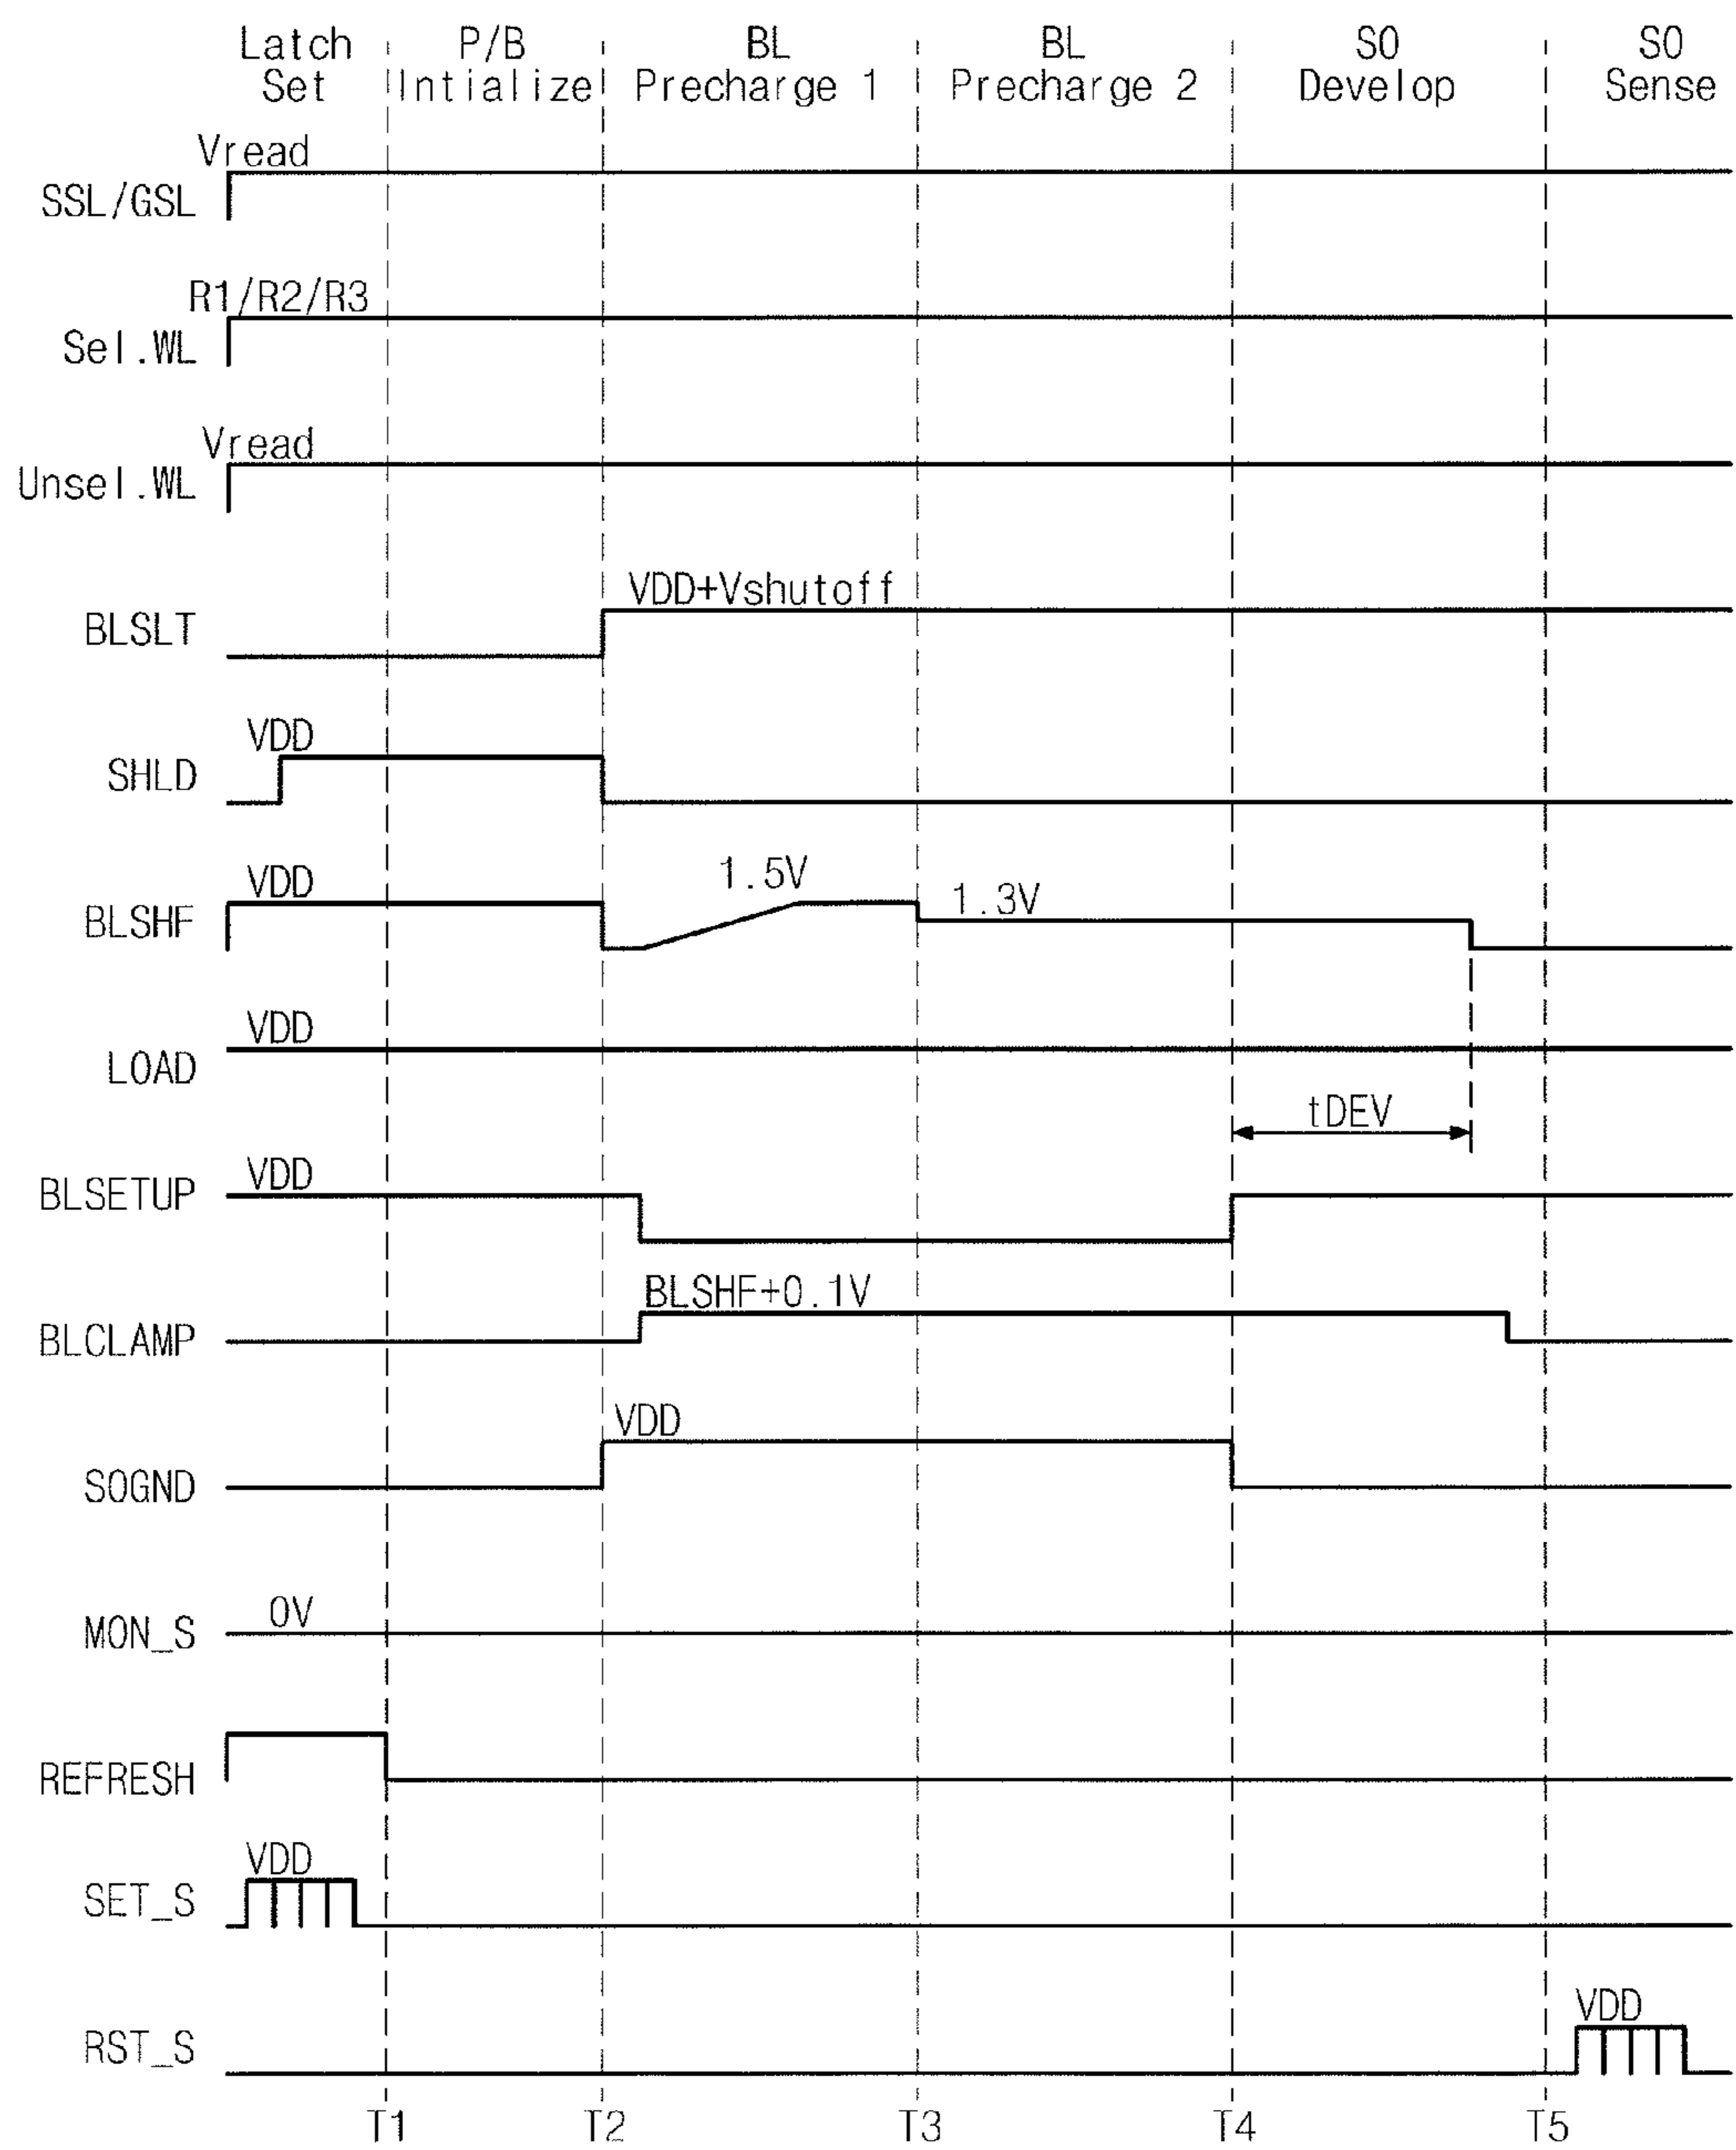 Latch Set
P/B Intialize
BL Precharge 1
BL Precharge 2
SO Develop
SO Sense
Vread
SSL/GSL
R1/R2/R3
Sel.WL
Vread
Unsel.WL
VDD+Vshutoff
BLSLT
VDD
SHLD
VDD
1.5V
1.3V
BLSHF
VDD
LOAD
tDEV
VDD
BLSETUP
BLSHF+0.1V
BLCLAMP
VDD
SOGND
0V
MON_S
REFRESH
VDD
SET_S
VDD
RST_S
T1
T2
T3
T4
T5